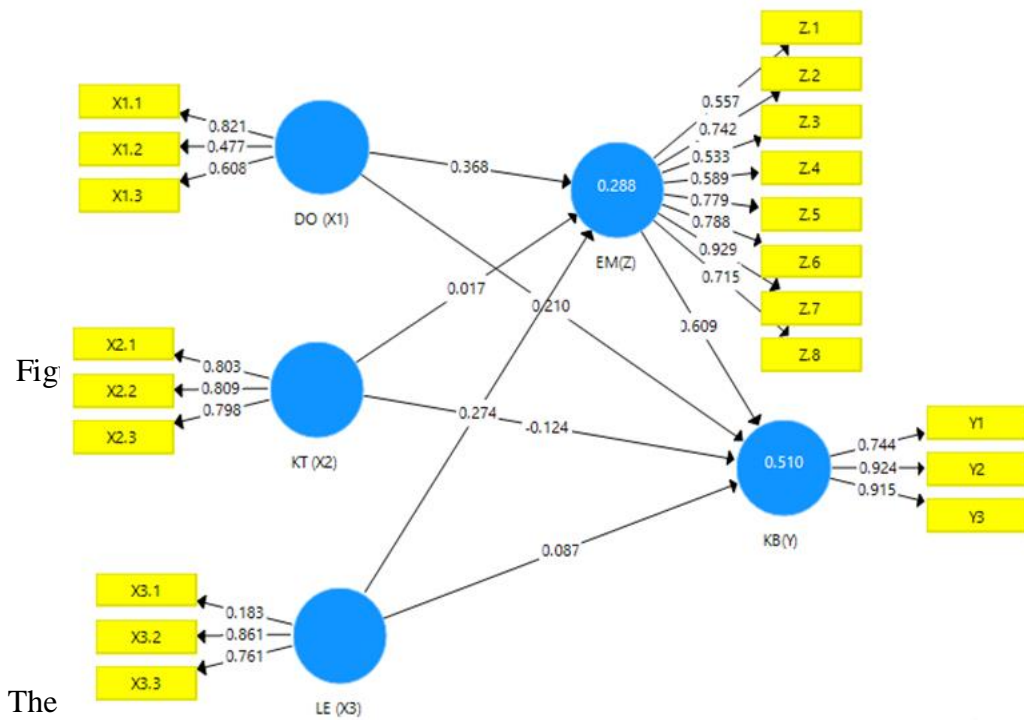 Z.1
Z.2
Z.3
Z.4
Z.5
Z.6
Z.7
Z.8
0.557
0.742
0.533
0.589
0.779
0.788
0.929
0.715
X1.1
X1.2
X1.3
0.821
0.477
0.608
DO (X1)
0.368
0.288
EM(Z)
0.017
0.210
0.609
X2.1
X2.2
X2.3
0.803
0.809
0.798
KT (X2)
Fig
0.274
-0.124
0.510
KB(Y)
0.744
0.924
0.915
Y1
Y2
Y3
0.087
X3.1
X3.2
X3.3
0.183
0.861
0.761
LE (X3)
The